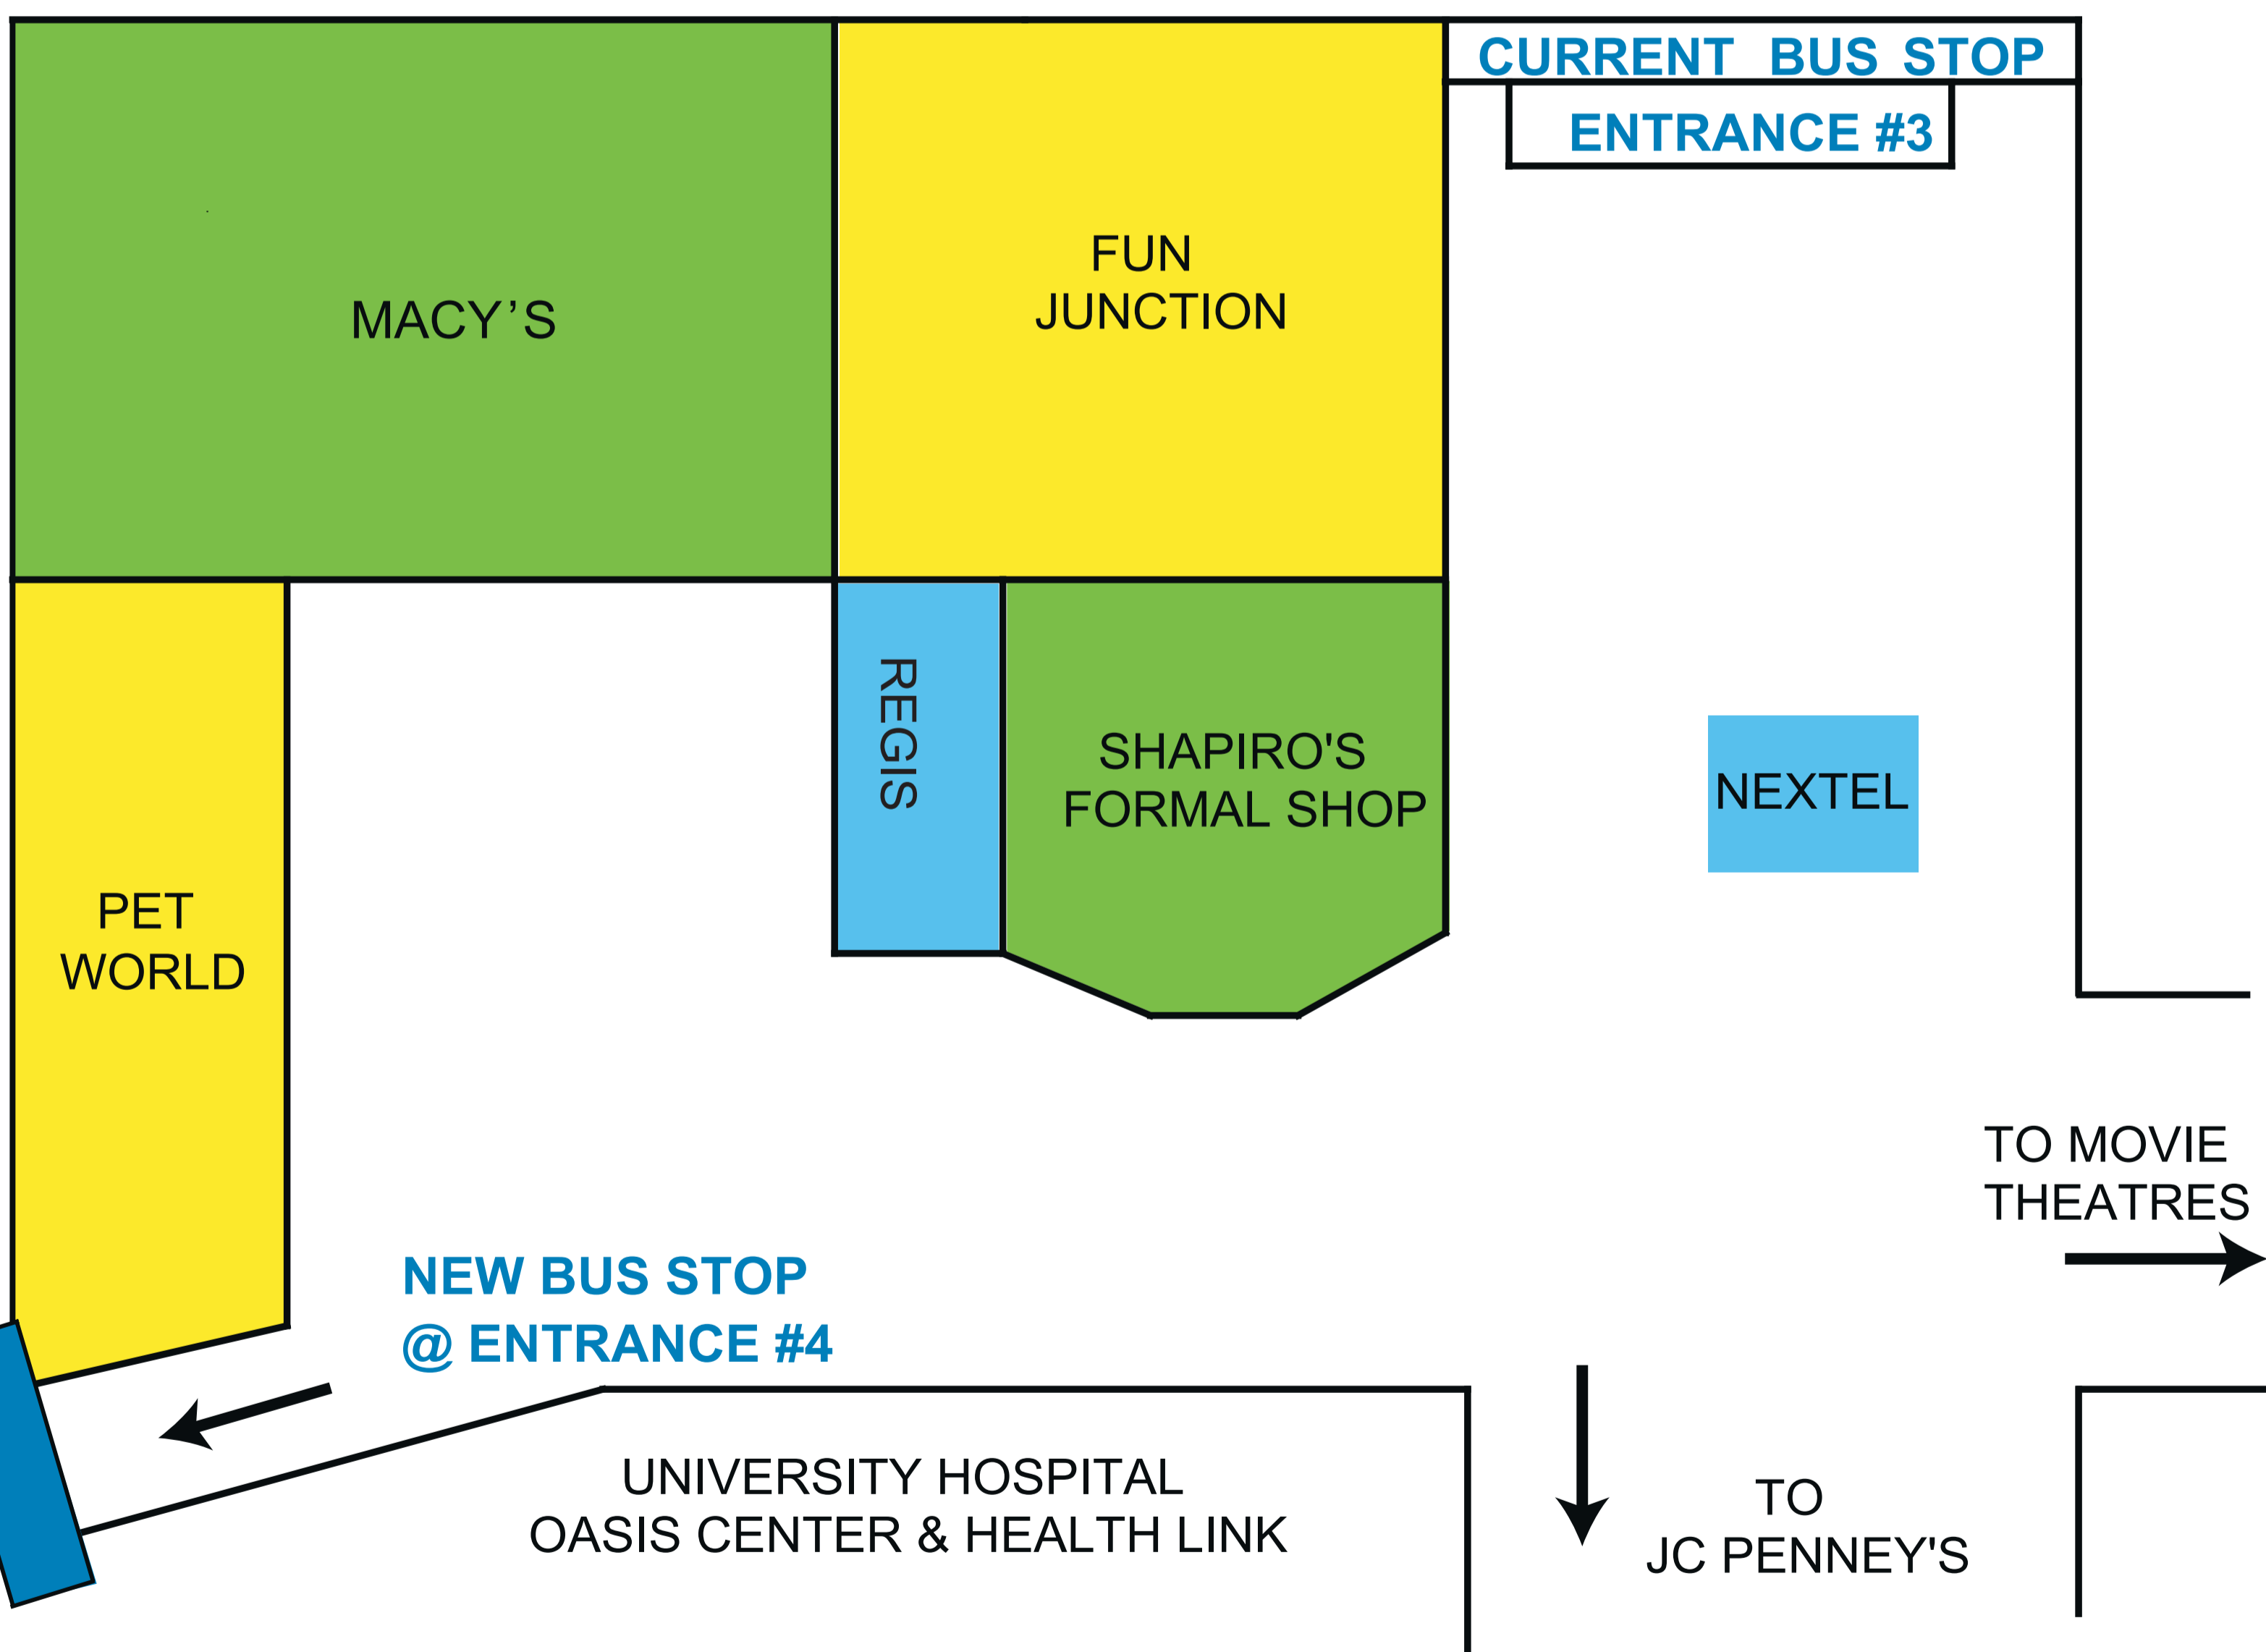 CURRENT BUS STOP
ENTRANCE #3
FUN
JUNCTION
MACY’S
REGIS
SHAPIRO'S
FORMAL SHOP
NEXTEL
PET
WORLD
TO MOVIE
THEATRES
NEW BUS STOP
@ ENTRANCE #4
UNIVERSITY HOSPITAL
OASIS CENTER & HEALTH LINK
TO
JC PENNEY'S